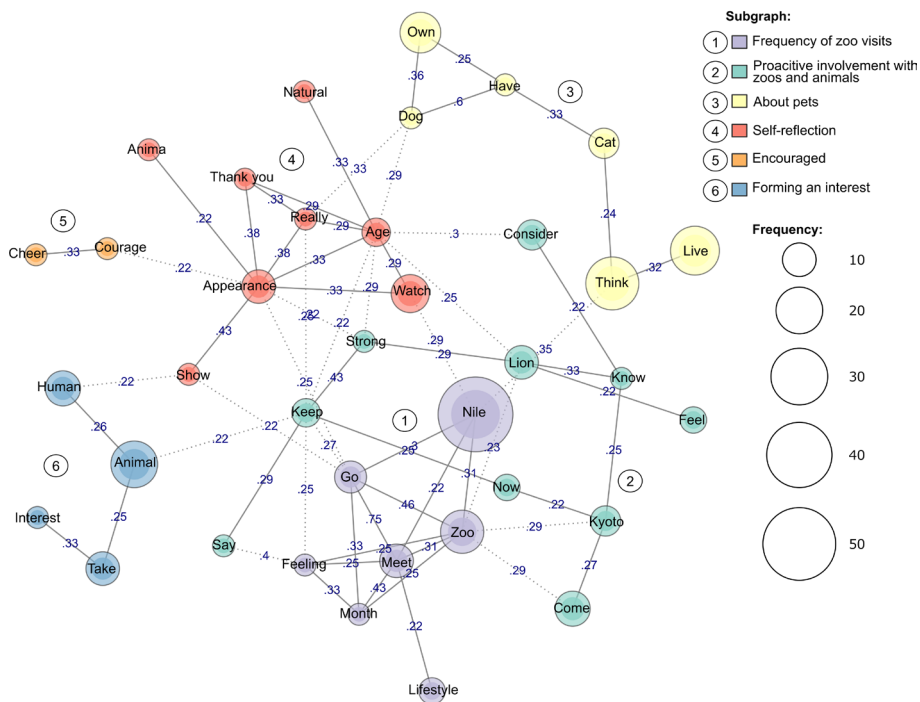 Subgraph:
1 Frequency of zoo visits
2 Proacitive involvement with
zoos and animals
3 About pets
4 Self-reflection
5 Encouraged
6 Forming an interest
Frequency:
10
20
30
40
50
Own
.36
.25
Have
3
.6
Dog
.33
Cat
Natural
Anima
4
Thank you
.33
.33
.29
.24
.33
.29
Really
.29
Age
.3
Consider
.22
.38
5
Cheer
.33
Courage
.22
.38
.33
.29
Live
.32
Think
Appearance
.33
.29
Watch
.25
.22
.22
.22
.43
Strong
.29
.29
.35
Lion
.33
Know
.22
Show
Human
.22
.25
.43
Feel
Keep
Nile
1
.26
.22
.22
.27
.3
.23
.25
6
Animal
Go
.31
.29
.22
Now
2
.25
.46
.22
Interest
.25
.75
Zoo
.29
Kyoto
.33
Say
.4
.33
.25
.31
Take
Feeling
.25
Meet
.25
.29
.27
.33
.43
Month
Come
.22
Lifestyle